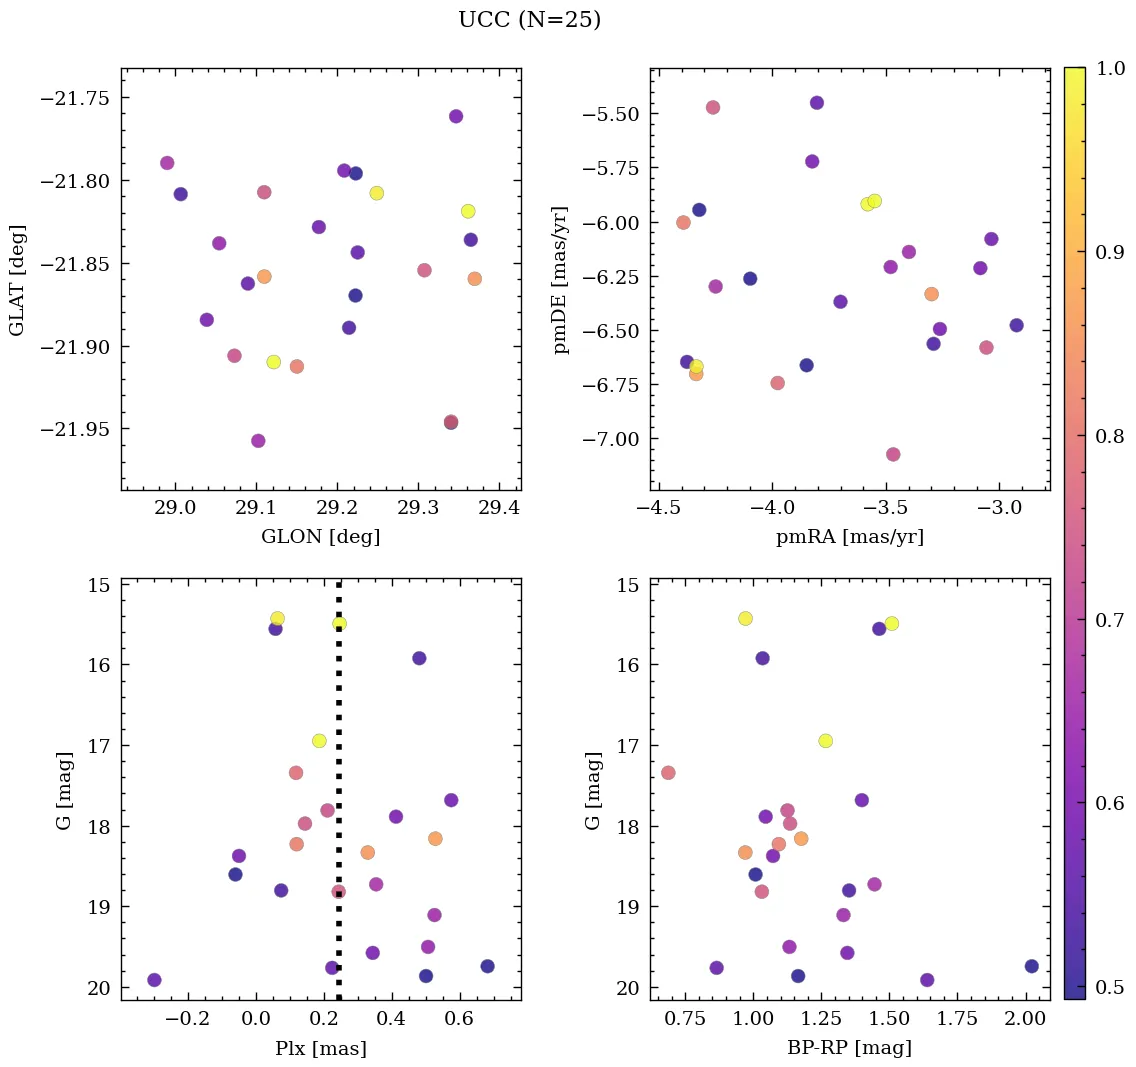 UCC (N=25)
−21.75
−21.80
−21.85
−21.90
−21.95
GLAT [deg]
29.0 29.1 29.2 29.3 29.4
GLON [deg]
−5.50
−5.75
−6.00
−6.25
−6.50
−6.75
−7.00
pmDE [mas/yr]
−4.5 −4.0 −3.5 −3.0
pmRA [mas/yr]
15
16
17
18
19
20
G [mag]
−0.2 0.0 0.2 0.4 0.6
Plx [mas]
15
16
17
18
19
20
G [mag]
0.75 1.00 1.25 1.50 1.75 2.00
BP-RP [mag]
1.0
0.9
0.8
0.7
0.6
0.5